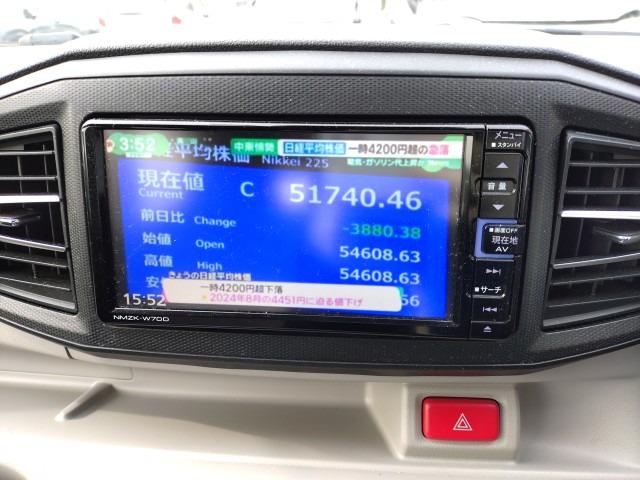 3:52 中東情勢 日経平均株価 一時4200円超の急落
平均株価 Nikkei 225 電気・ガソリン代上昇か
現在値 Current C 51740.46
前日比 Change -3880.38
始値 Open 54608.63
高値 High 54608.63
安 56
きょうの日経平均株価
一時4200円超下落
2024年8月の4451円に迫る値下げ
15:52
NMZK-W70D
メニュー
■スタンバイ
音量
■画面OFF
現在地
AV
■サーチ